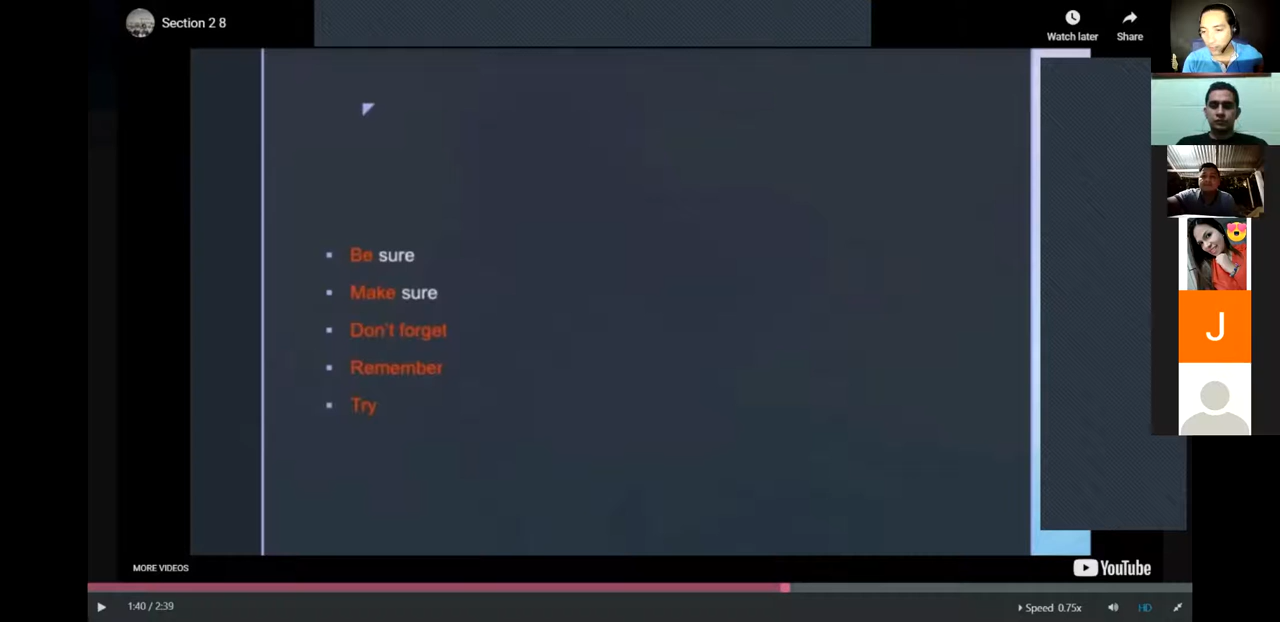 Section 2 8
Watch later
Share
Be sure
Make sure
Don't forget
Remember
Try
J
MORE VIDEOS
YouTube
1:40 / 2:39
Speed 0.75x
HD